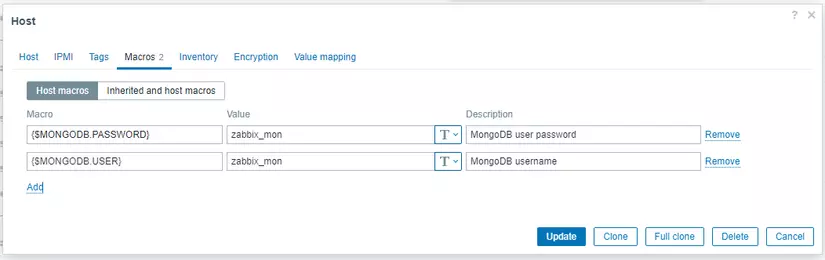 Host
? ×
Host IPMI Tags Macros 2 Inventory Encryption Value mapping
Host macros Inherited and host macros
Macro Value Description
{$MONGODB.PASSWORD} zabbix_mon T MongoDB user password Remove
{$MONGODB.USER} zabbix_mon T MongoDB username Remove
Add
Update Clone Full clone Delete Cancel